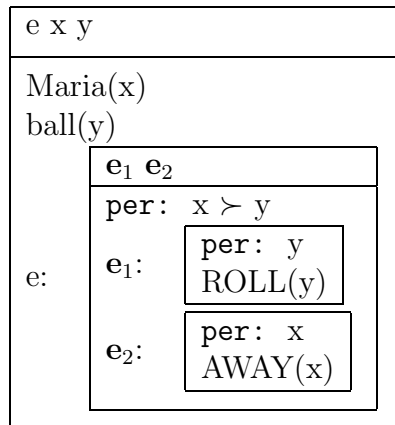 e x y
Maria(x)
ball(y)
e₁ e₂
per: x ≻ y
e:
e₁:
per: y
ROLL(y)
e₂:
per: x
AWAY(x)